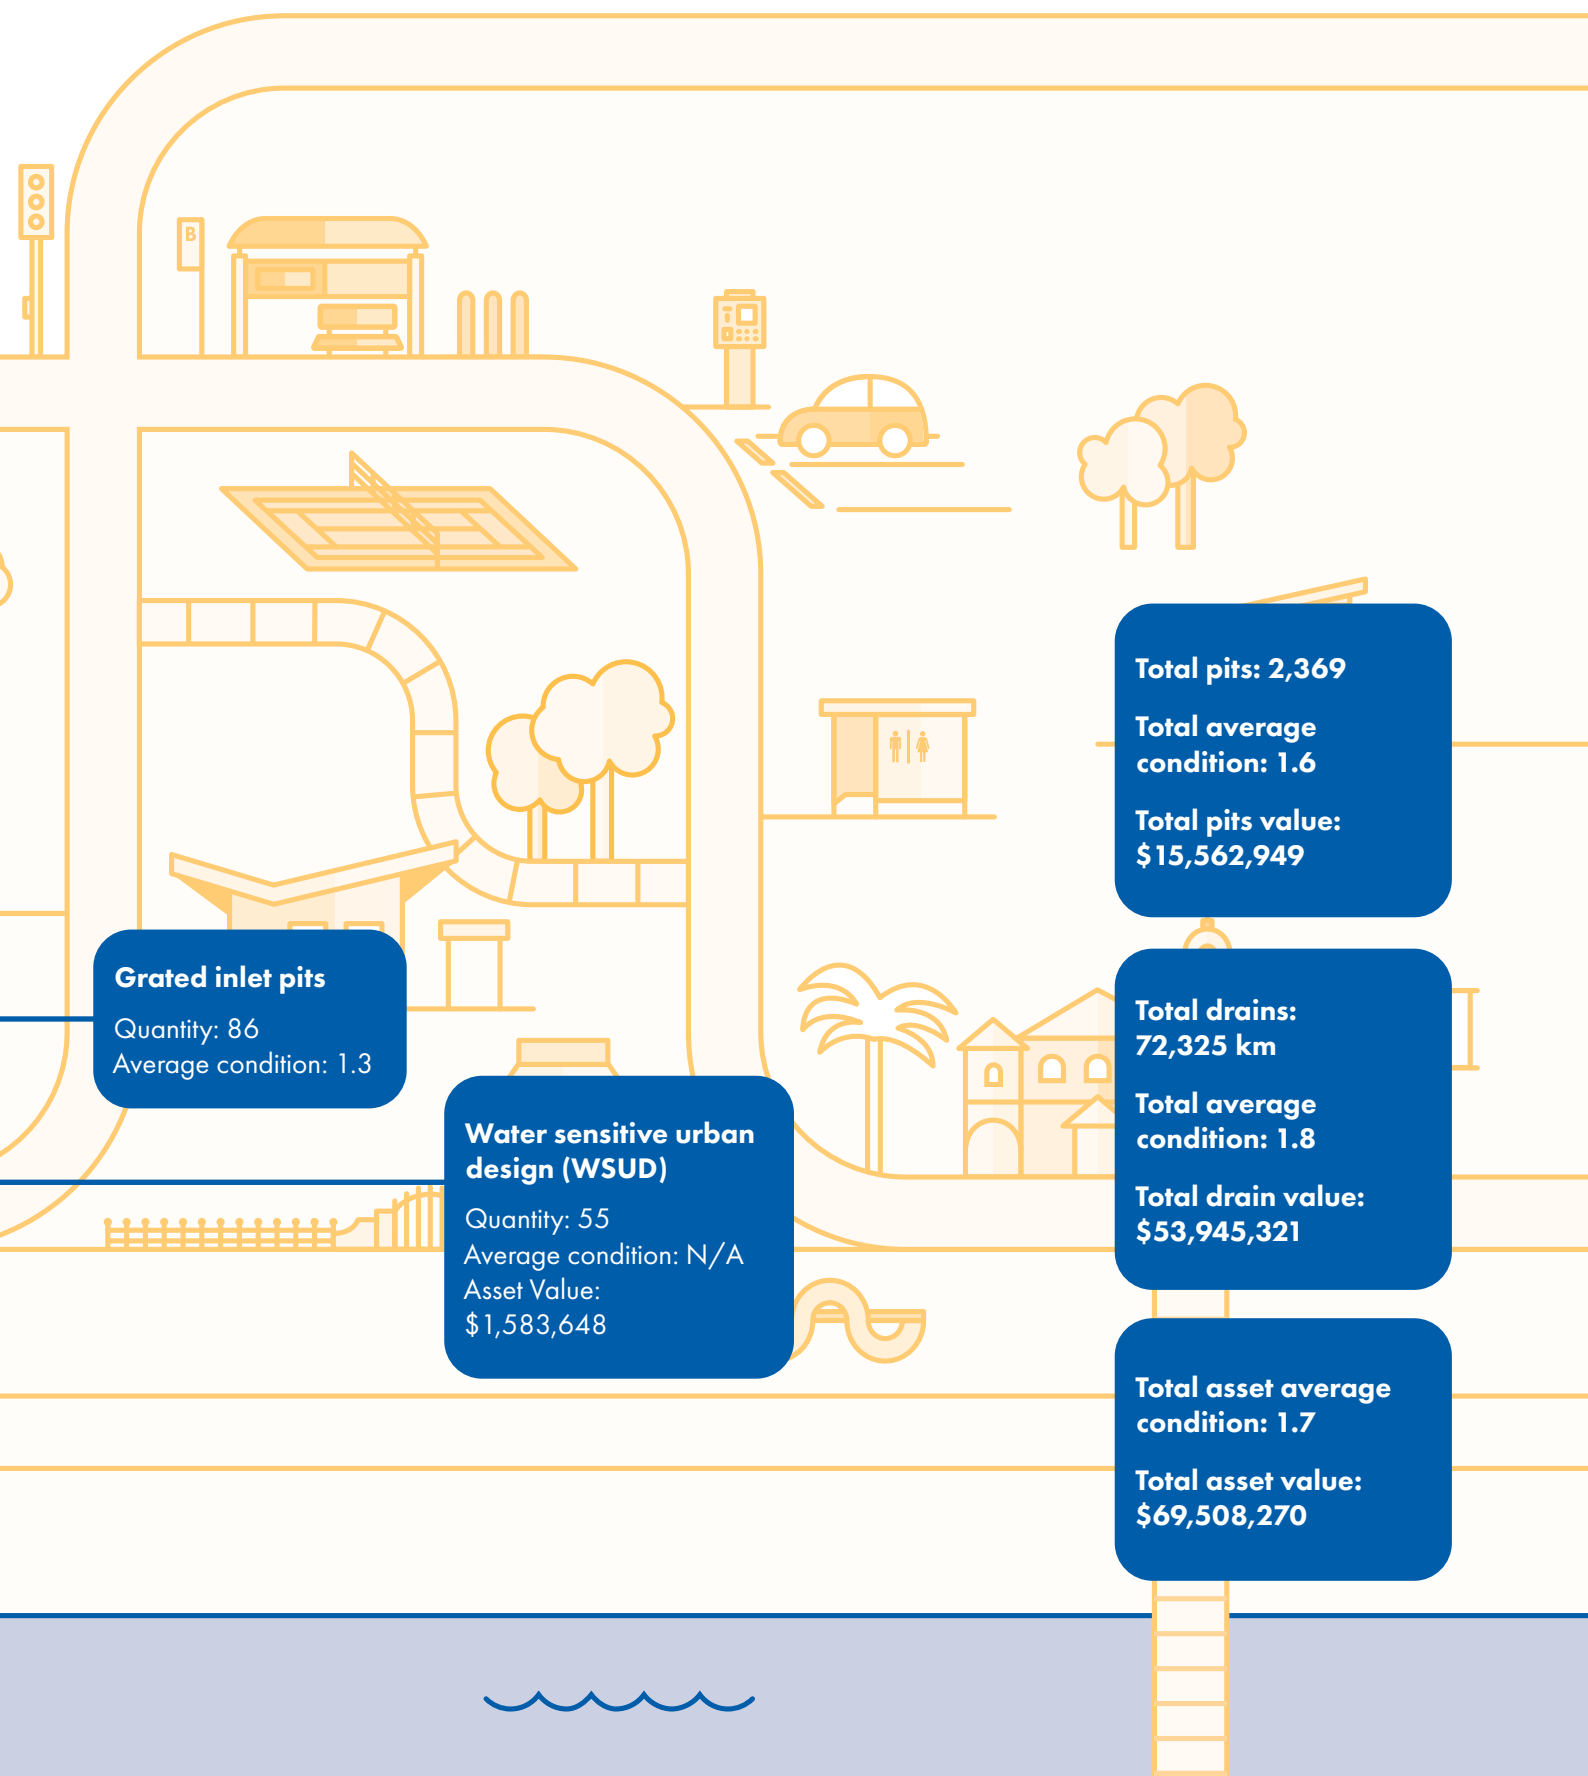 B
Total pits: 2,369
Total average
condition: 1.6
Total pits value:
$15,562,949
Grated inlet pits
Quantity: 86
Average condition: 1.3
Water sensitive urban
design (WSUD)
Quantity: 55
Average condition: N/A
Asset Value:
$1,583,648
Total drains:
72,325 km
Total average
condition: 1.8
Total drain value:
$53,945,321
Total asset average
condition: 1.7
Total asset value:
$69,508,270